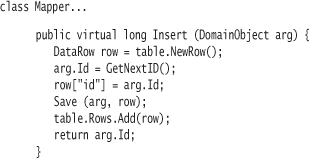 class Mapper...
public virtual long Insert (DomainObject arg) {
DataRow row = table.NewRow();
arg.Id = GetNextID();
row["id"] = arg.Id;
Save (arg, row);
table.Rows.Add(row);
return arg.Id;
}